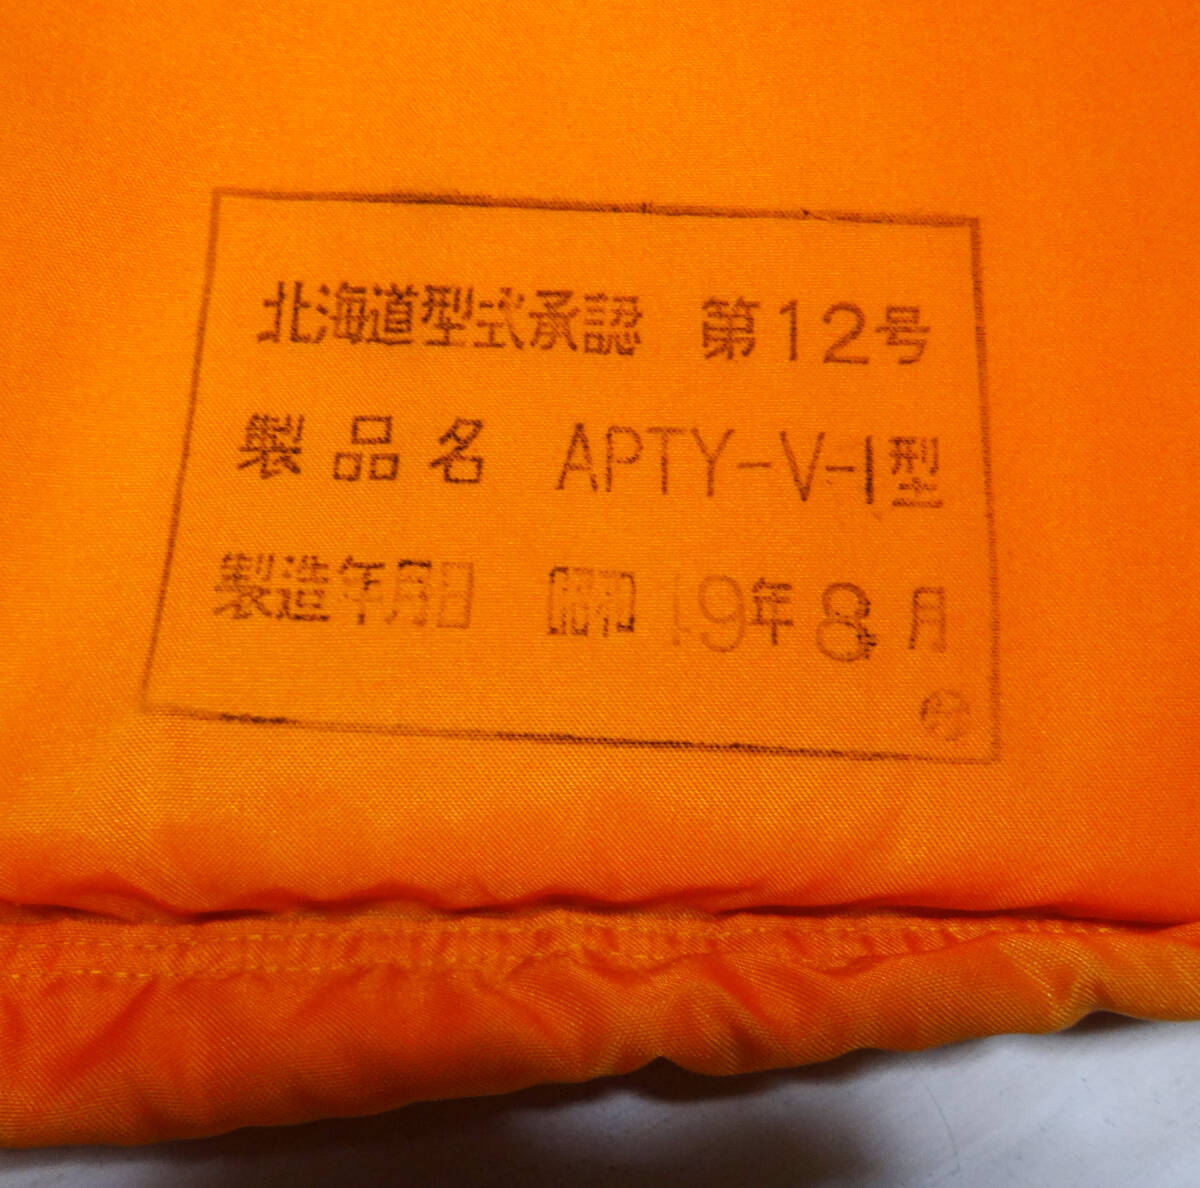 北海道型式承認 第12号
製品名 APTY-V-I型
製造年月日 昭和 19年8月